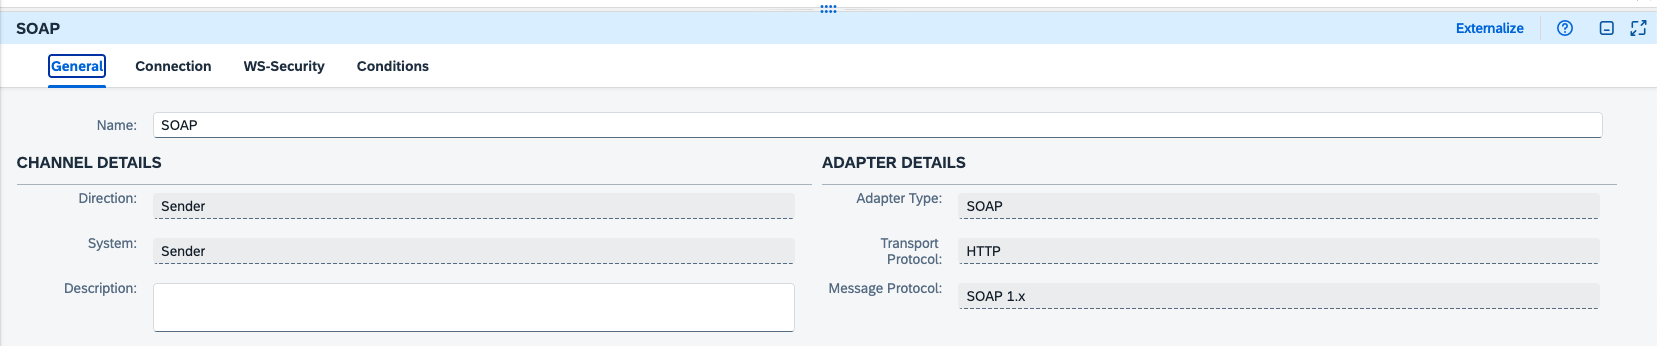 SOAP
Externalize
General Connection WS-Security Conditions
Name: SOAP
CHANNEL DETAILS
Direction: Sender
System: Sender
Description:
ADAPTER DETAILS
Adapter Type: SOAP
Transport
Protocol: HTTP
Message Protocol: SOAP 1.x